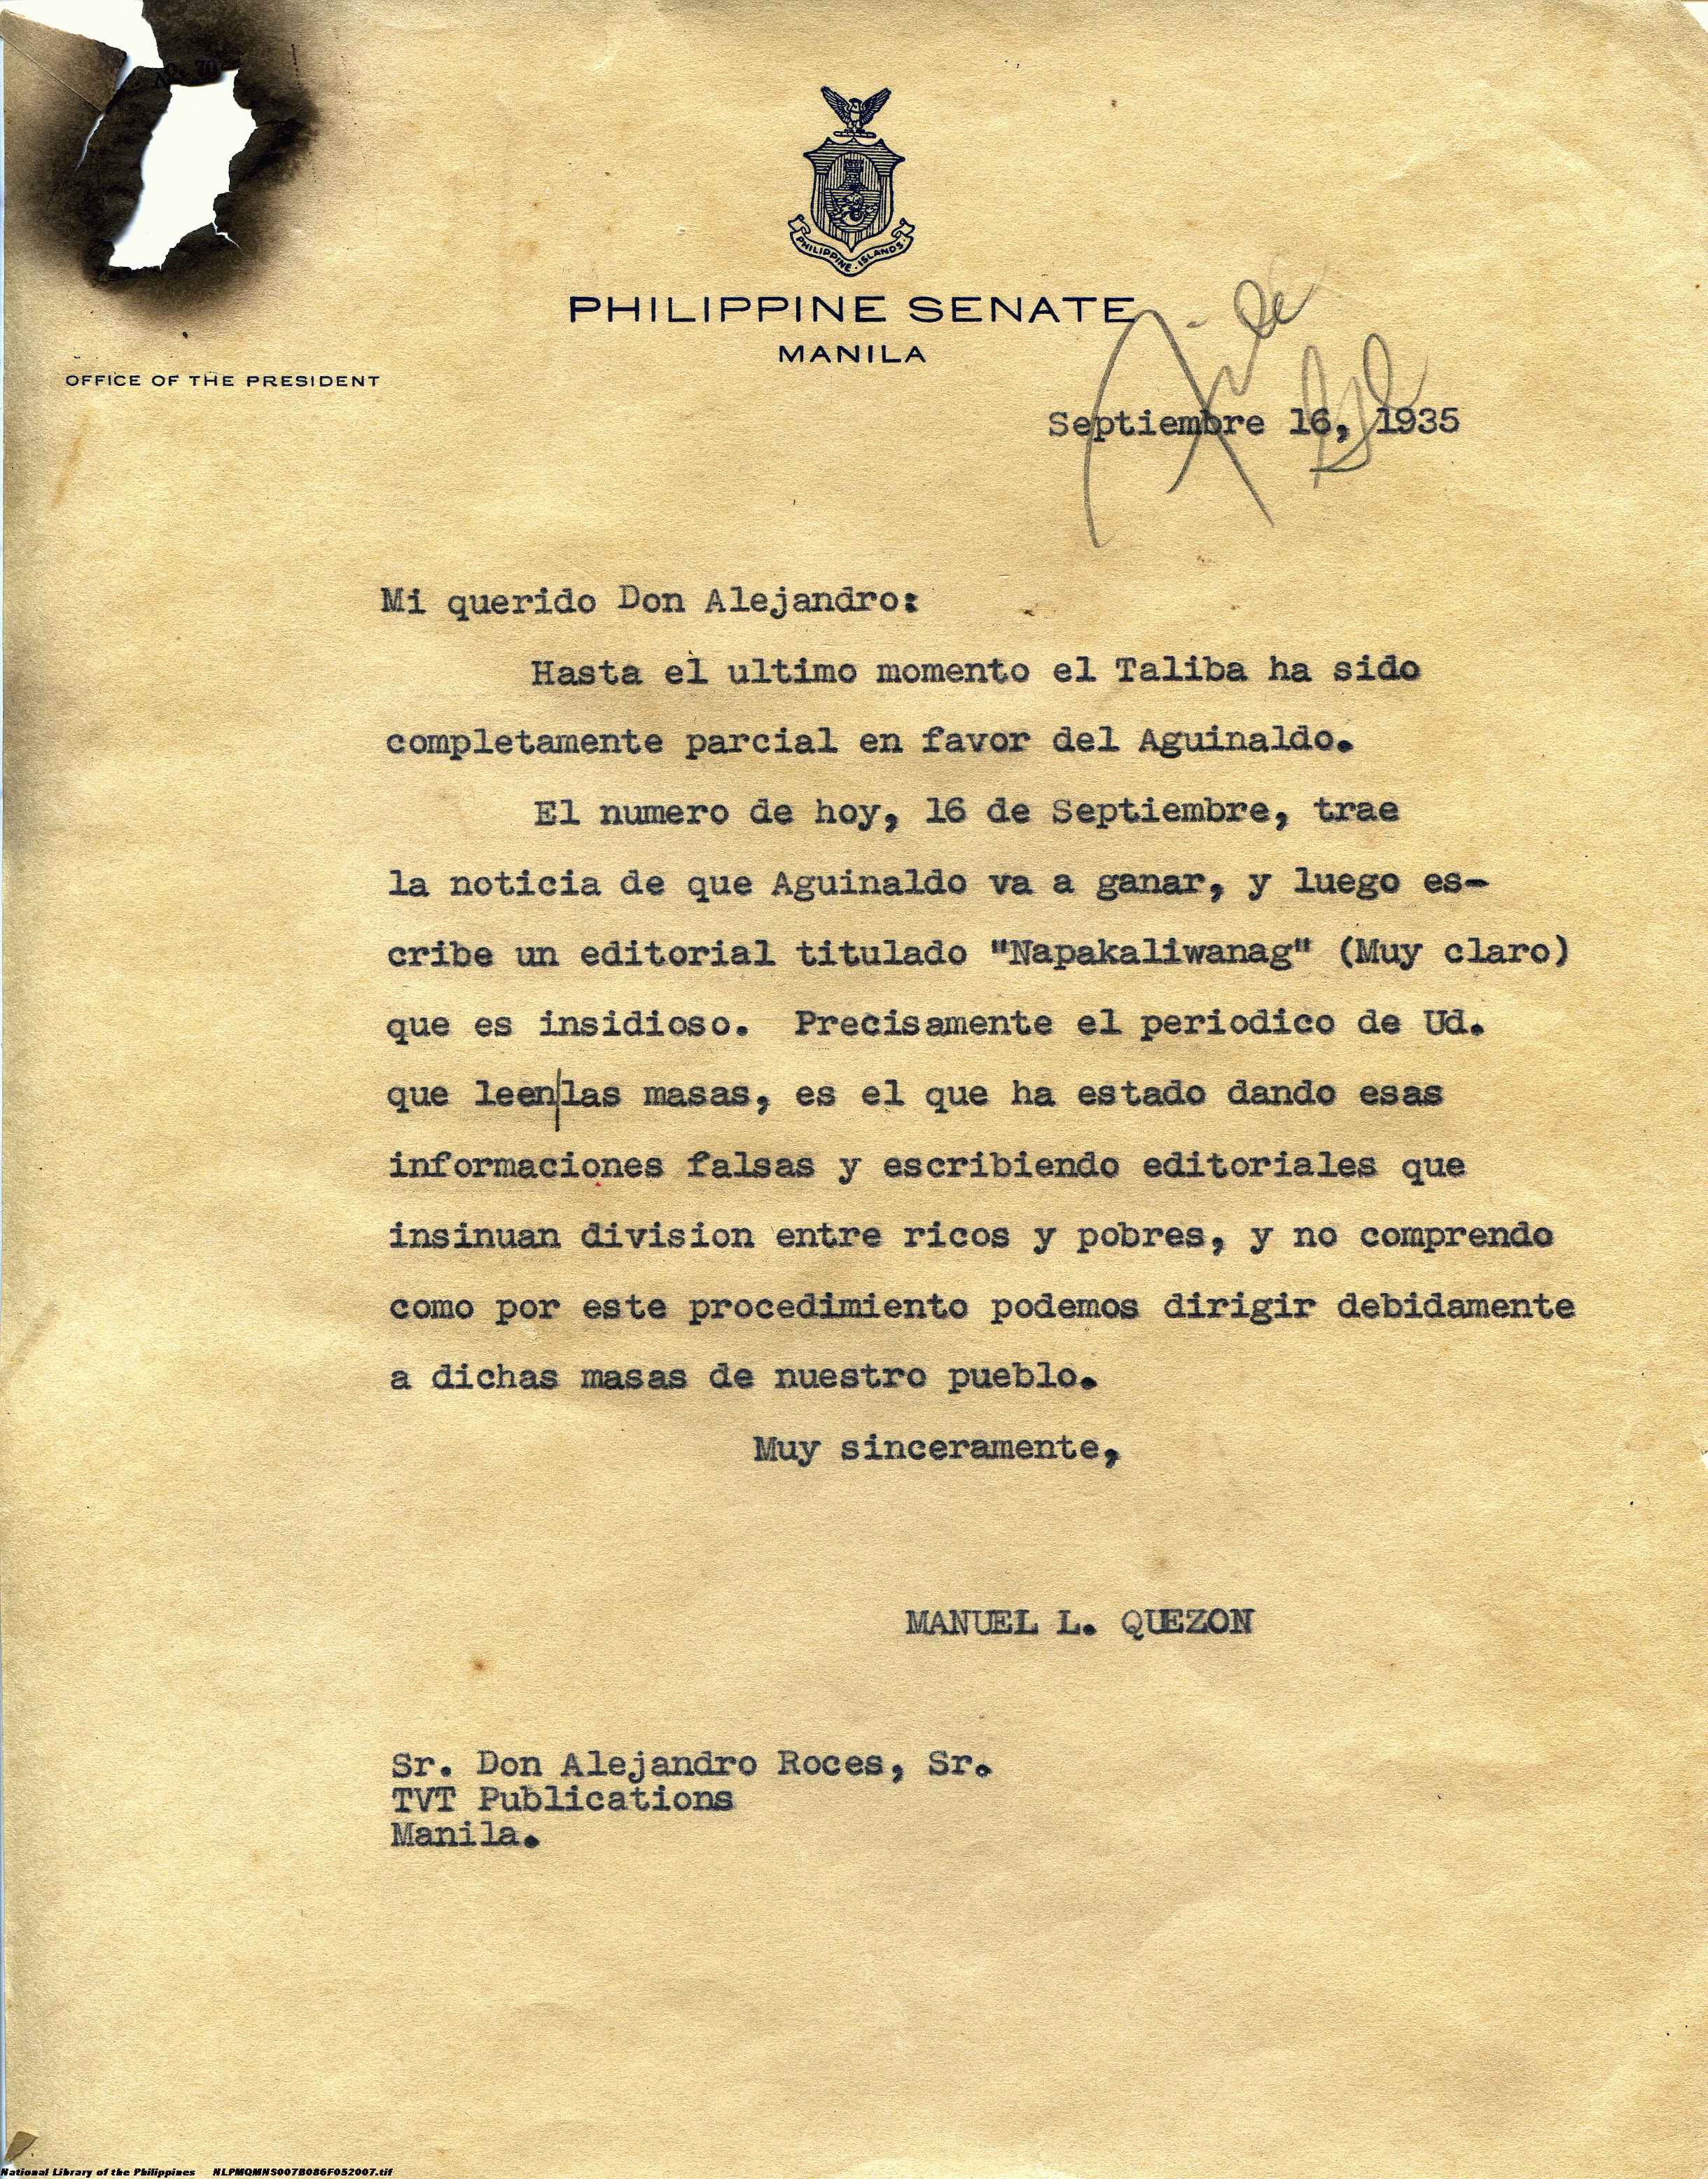 PHILIPPINE ISLANDS
PHILIPPINE SENATE
MANILA
OFFICE OF THE PRESIDENT
Septiembre 16, 1935
Mi querido Don Alejandro:
Hasta el ultimo momento el Taliba ha sido
completamente parcial en favor del Aguinaldo.
El numero de hoy, 16 de Septiembre, trae
la noticia de que Aguinaldo va a ganar, y luego es-
cribe un editorial titulado "Napakaliwanag" (Muy claro)
que es insidioso. Precisamente el periodico de Ud.
que leen|las masas, es el que ha estado dando esas
informaciones falsas y escribiendo editoriales que
insinuan division entre ricos y pobres, y no comprendo
como por este procedimiento podemos dirigir debidamente
a dichas masas de nuestro pueblo.
Muy sinceramente,
MANUEL L. QUEZON
Sr. Don Alejandro Roces, Sr.
TVT Publications
Manila.
National Library of the Philippines NLPMQMNS007B086F052007.tif